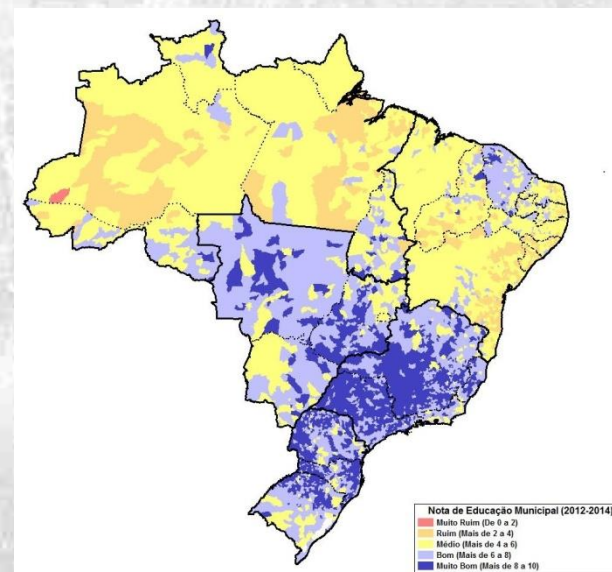 Nota de Educação Municipal (2012-2014)
Muito Ruim (De 0 a 2)
Ruim (Mais de 2 a 4)
Médio (Mais de 4 a 6)
Bom (Mais de 6 a 8)
Muito Bom (Mais de 8 a 10)